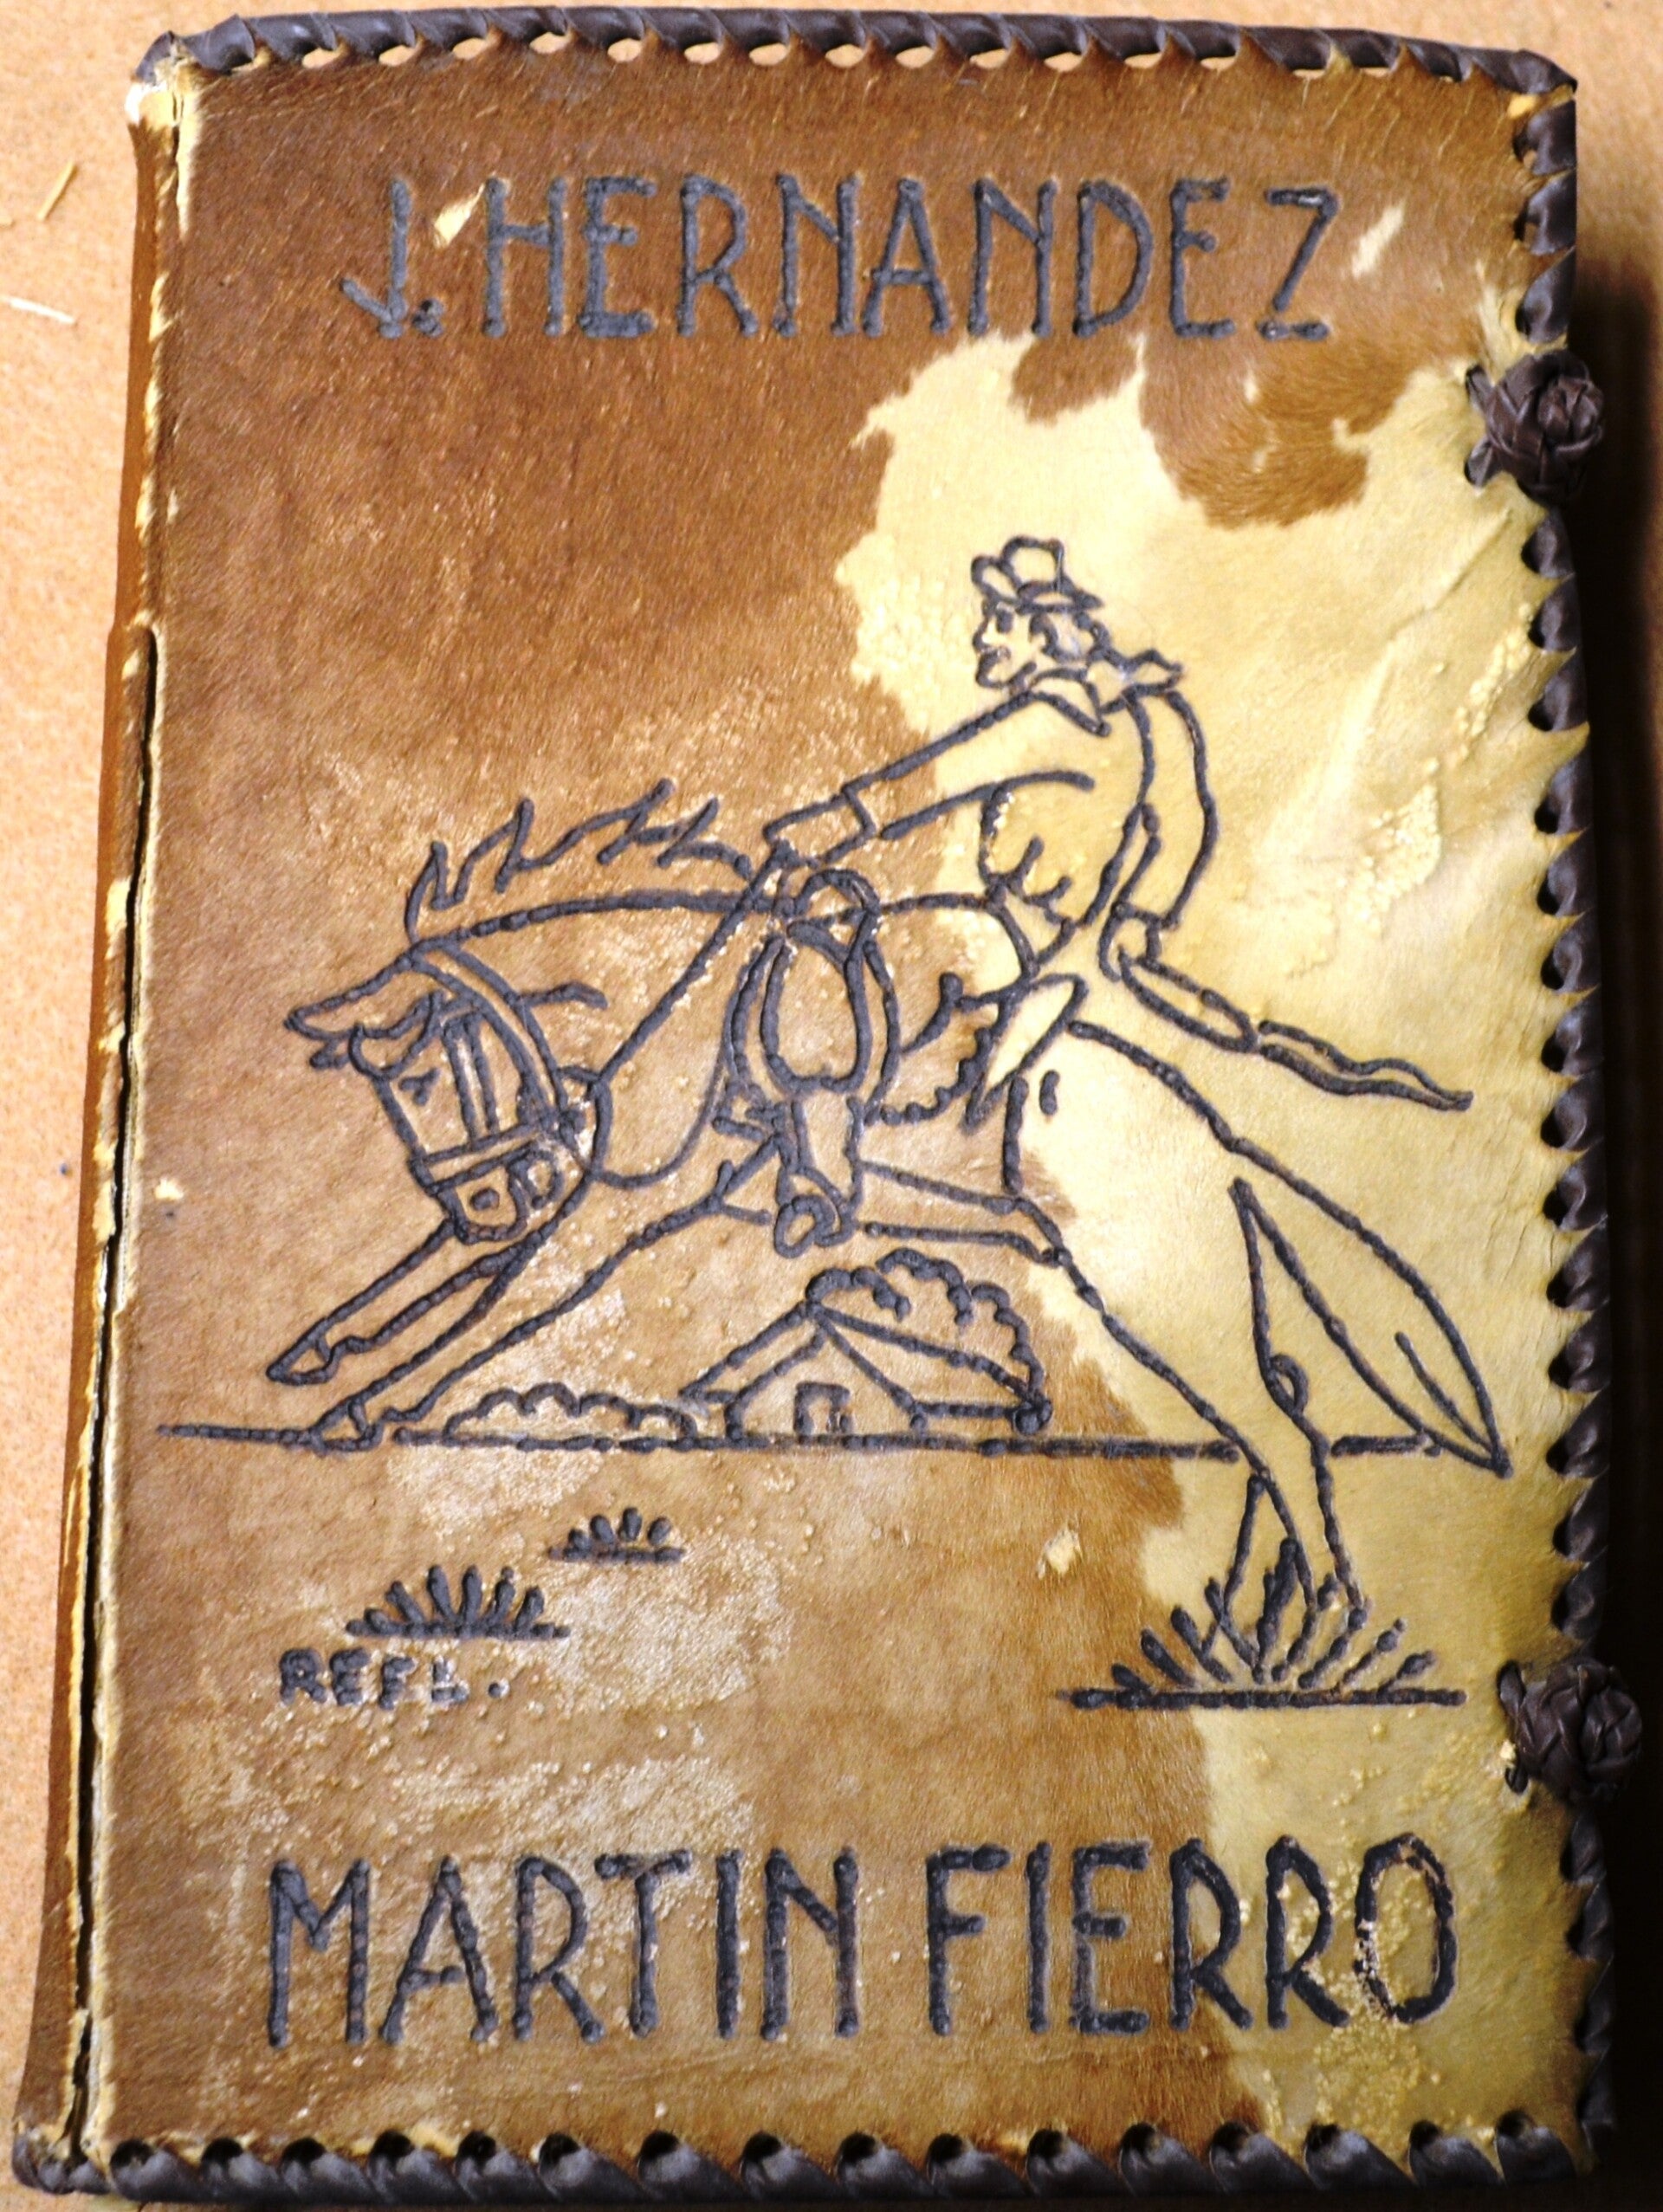 J. HERNANDEZ
REFL.
MARTIN FIERRO